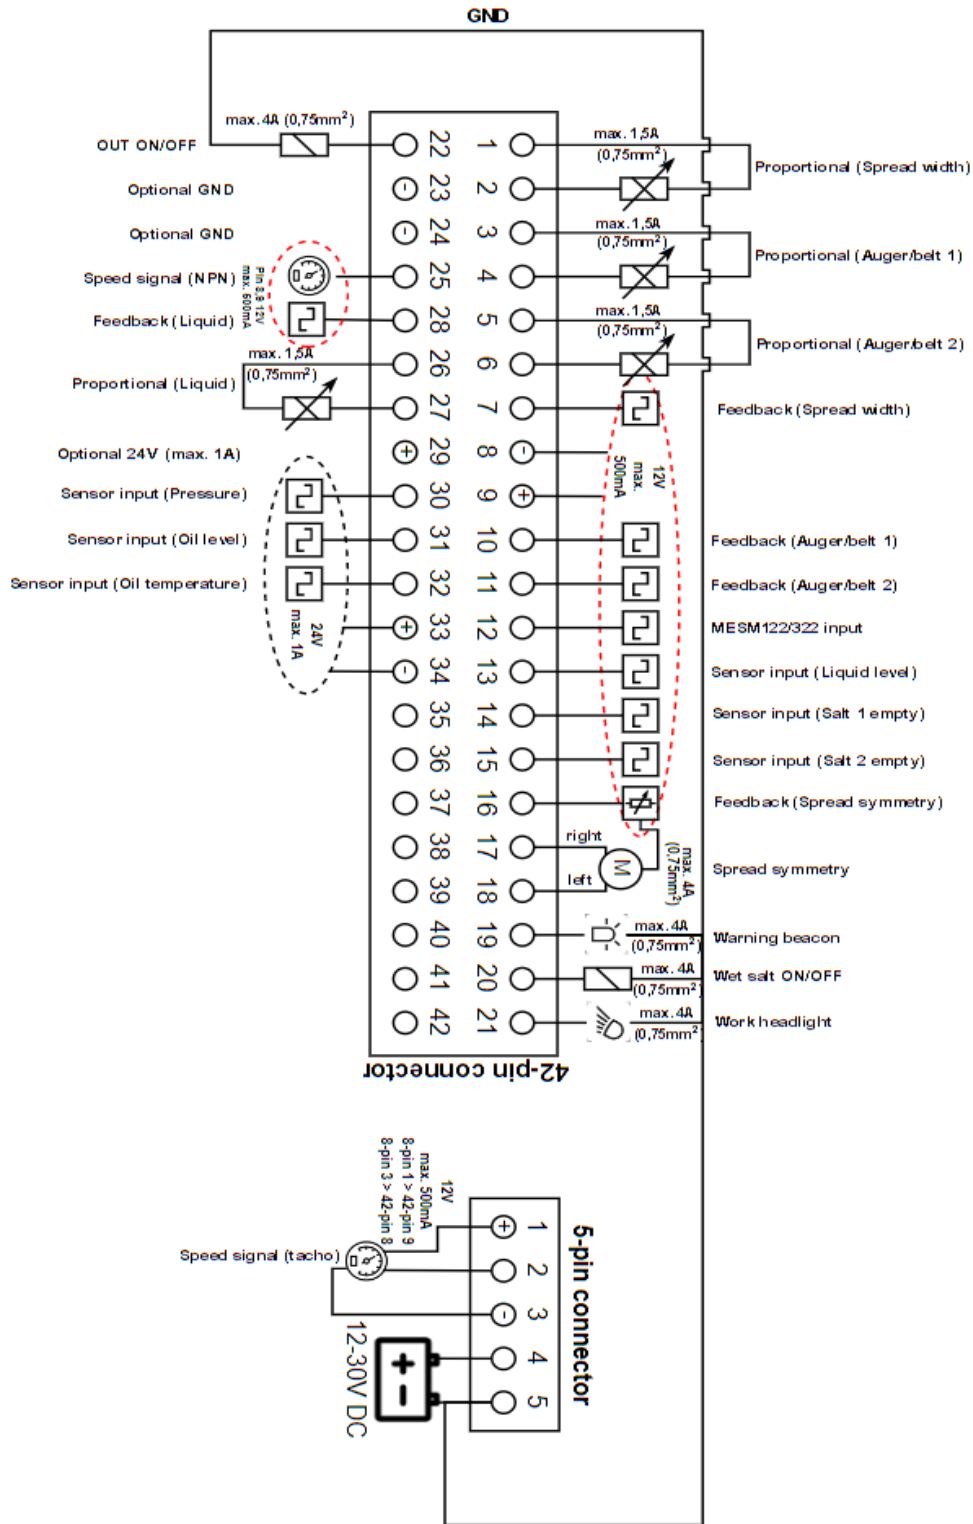 GND
max. 4A (0,75mm²)
OUT ON/OFF
Optional GND
Optional GND
Speed signal (NPN)
Pin 8,9 12V
max. 500mA
Feedback (Liquid)
max. 1,5A
(0,75mm²)
Proportional (Liquid)
Optional 24V (max. 1A)
Sensor input (Pressure)
Sensor input (Oil level)
Sensor input (Oil temperature)
24V
max. 1A
22 1
- 23 2
- 24 3
25 4
28 5
26 6
27 7
+ 29 8 -
30 9 +
31 10
32 11
+ 33 12
- 34 13
35 14
36 15
37 16
38 17
39 18
40 19
41 20
42 21
42-pin connector
max. 1,5A
(0,75mm²)
Proportional (Spread width)
max. 1,5A
(0,75mm²)
Proportional (Auger/belt 1)
max. 1,5A
(0,75mm²)
Proportional (Auger/belt 2)
Feedback (Spread width)
12V
max.
500mA
Feedback (Auger/belt 1)
Feedback (Auger/belt 2)
MESM122/322 input
Sensor input (Liquid level)
Sensor input (Salt 1 empty)
Sensor input (Salt 2 empty)
Feedback (Spread symmetry)
right
left
M
max. 4A
(0,75mm²)
Spread symmetry
max. 4A
(0,75mm²)
Warning beacon
max. 4A
(0,75mm²)
Wet salt ON/OFF
max. 4A
(0,75mm²)
Work headlight
12V
max. 500mA
8-pin 1 > 42-pin 9
8-pin 3 > 42-pin 8
Speed signal (tacho)
+ 1
2
- 3
4
5
5-pin connector
+ -
12-30V DC